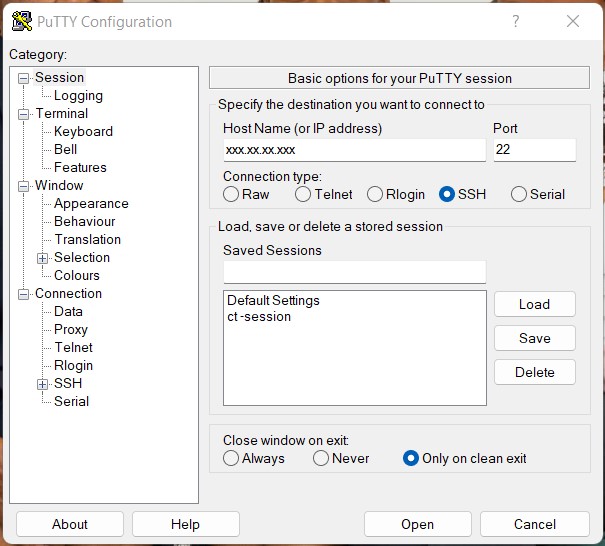 PuTTY Configuration
?
Category:
Session
Logging
Terminal
Keyboard
Bell
Features
Window
Appearance
Behaviour
Translation
Selection
Colours
Connection
Data
Proxy
Telnet
Rlogin
SSH
Serial
Basic options for your PuTTY session
Specify the destination you want to connect to
Host Name (or IP address) Port
xxx.xx.xx.xxx 22
Connection type:
Raw Telnet Rlogin SSH Serial
Load, save or delete a stored session
Saved Sessions
Default Settings
ct-session
Load
Save
Delete
Close window on exit:
Always Never Only on clean exit
About Help Open Cancel